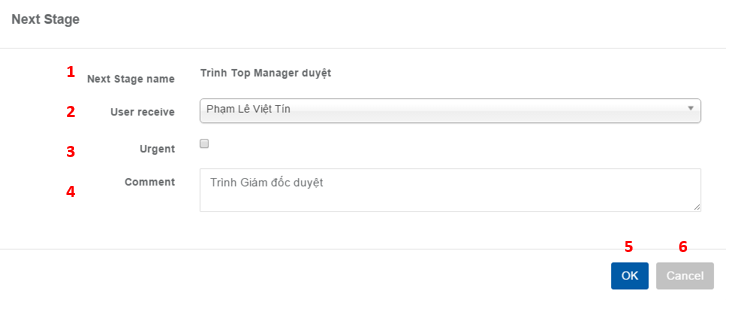 Next Stage
1 Next Stage name Trình Top Manager duyệt
2 User receive Phạm Lê Việt Tín
3 Urgent
4 Comment Trình Giám đốc duyệt
5 6
OK Cancel